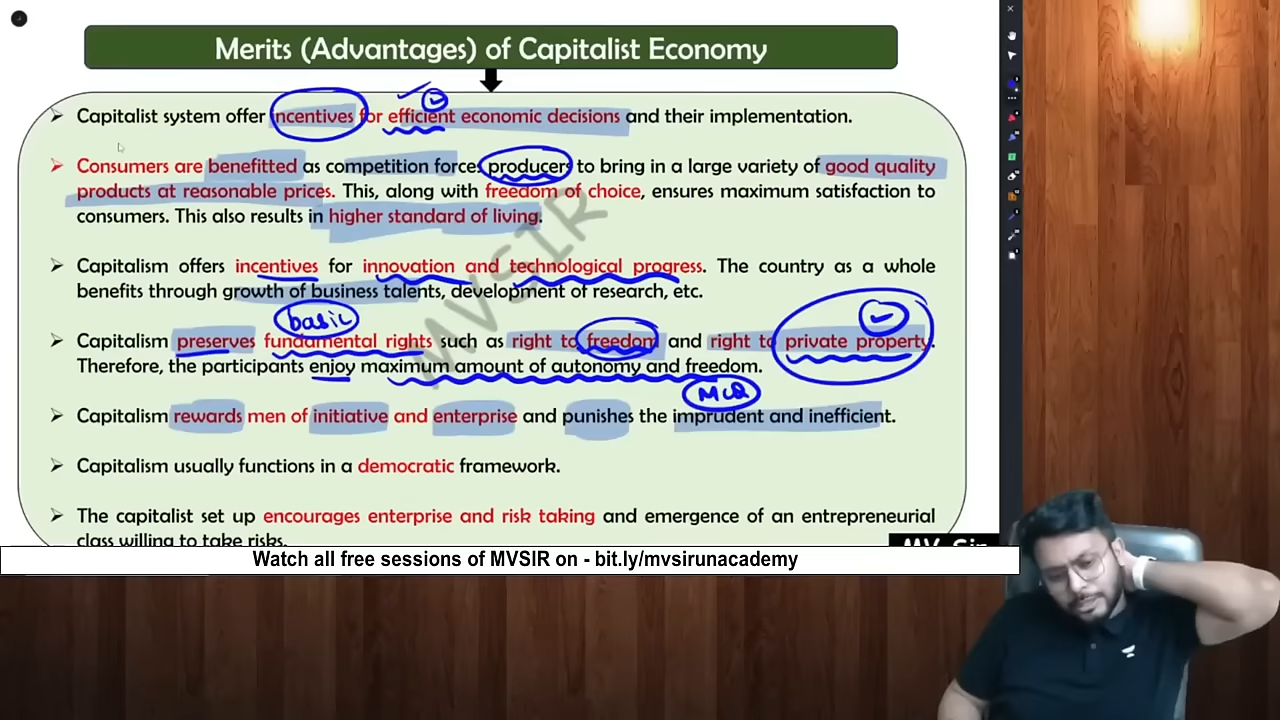 Merits (Advantages) of Capitalist Economy
➢ Capitalist system offer incentives for efficient economic decisions and their implementation.
➢ Consumers are benefitted as competition forces producers to bring in a large variety of good quality
products at reasonable prices. This, along with freedom of choice, ensures maximum satisfaction to
consumers. This also results in higher standard of living.
➢ Capitalism offers incentives for innovation and technological progress. The country as a whole
benefits through growth of business talents, development of research, etc.
basic
➢ Capitalism preserves fundamental rights such as right to freedom and right to private property.
Therefore, the participants enjoy maximum amount of autonomy and freedom.
MCQ
➢ Capitalism rewards men of initiative and enterprise and punishes the imprudent and inefficient.
➢ Capitalism usually functions in a democratic framework.
➢ The capitalist set up encourages enterprise and risk taking and emergence of an entrepreneurial
class willing to take risks.
MVSIR
MV Sir
Watch all free sessions of MVSIR on - bit.ly/mvsirunacademy